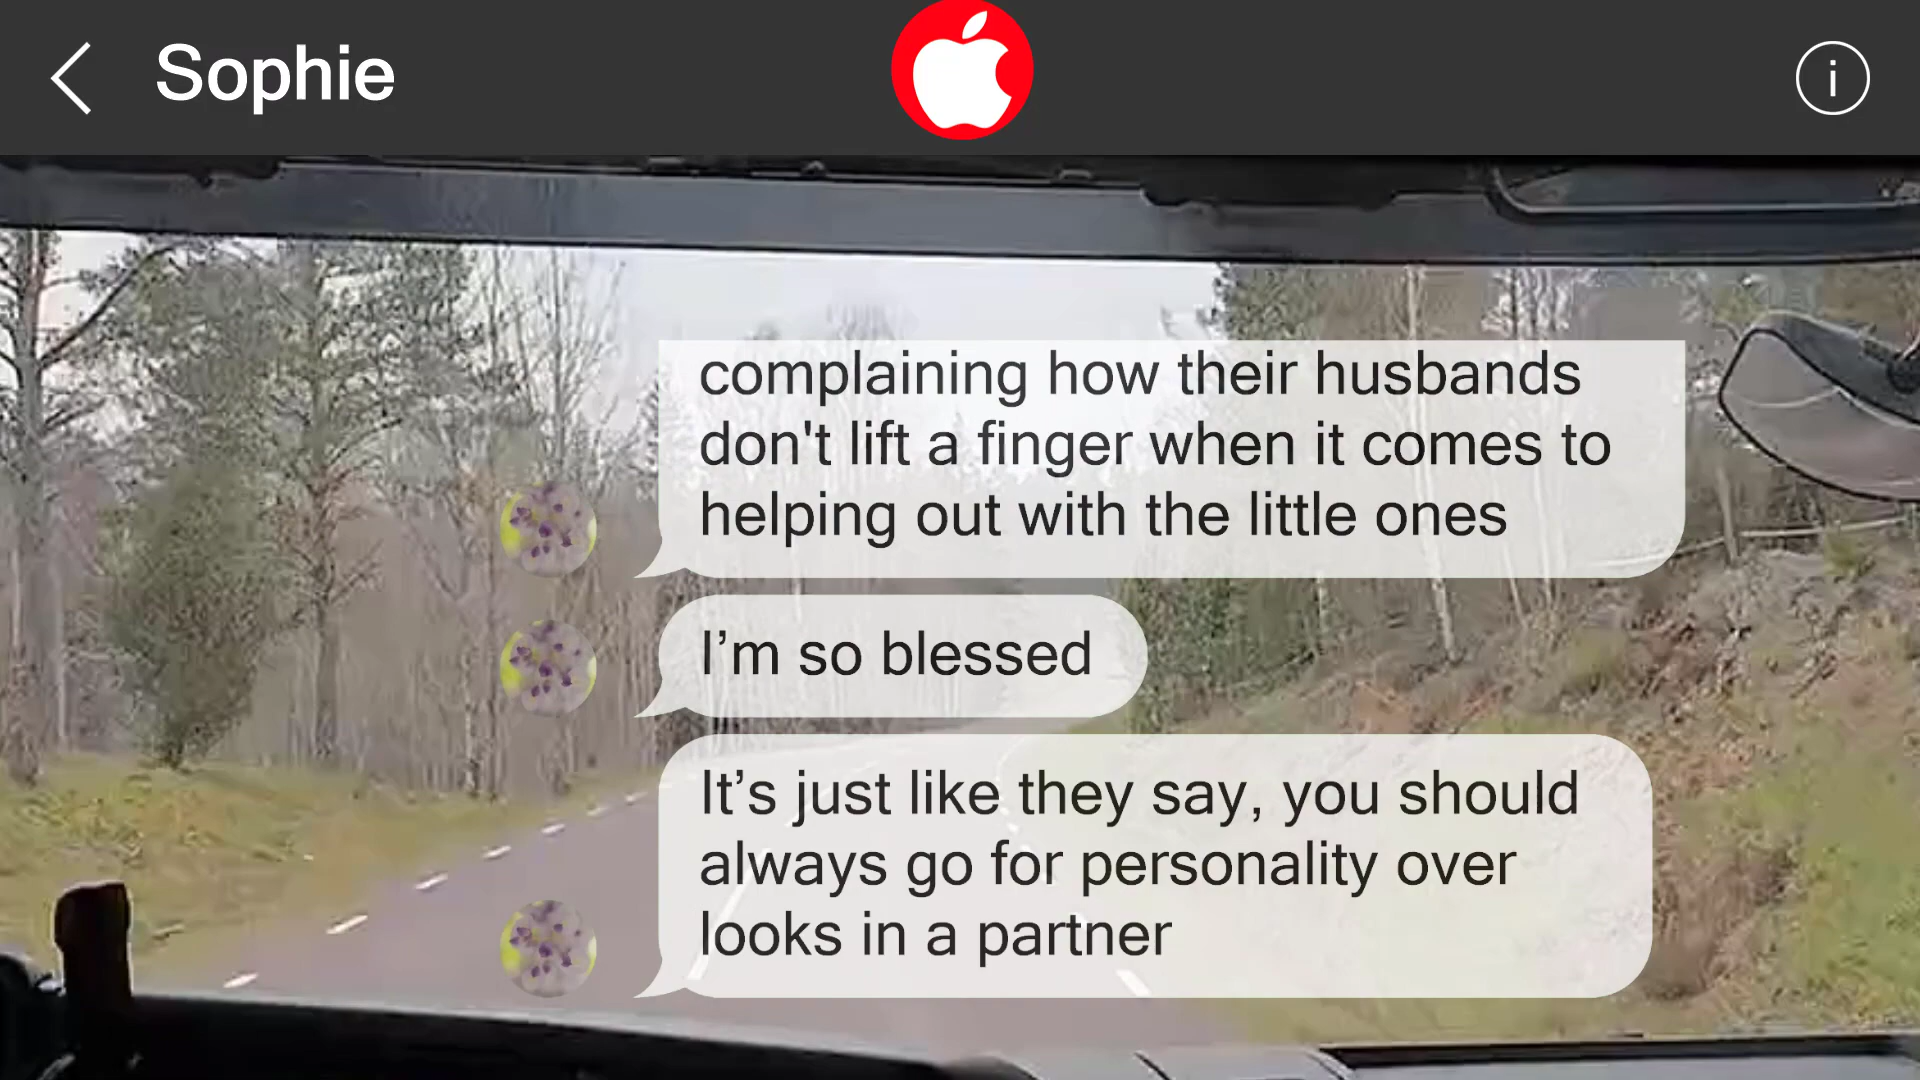 Sophie
complaining how their husbands
don't lift a finger when it comes to
helping out with the little ones
I’m so blessed
It’s just like they say, you should
always go for personality over
looks in a partner